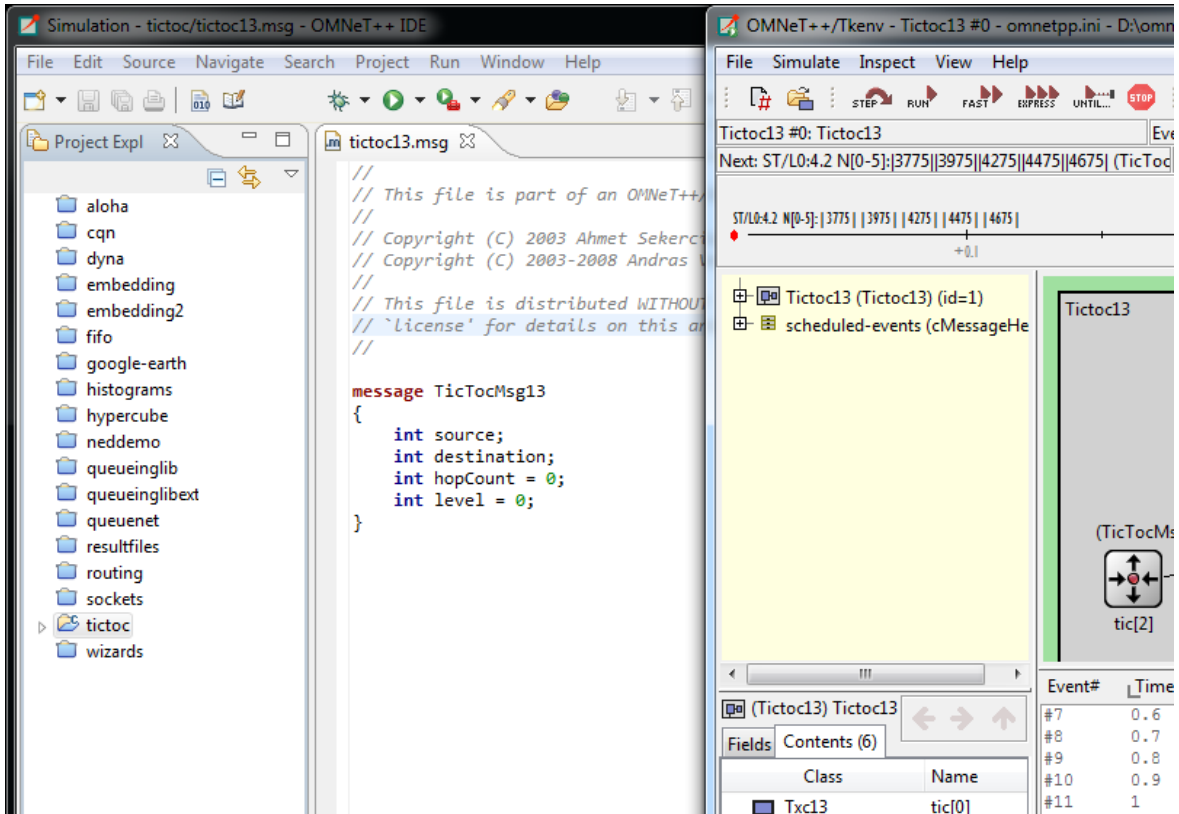 Simulation - tictoc/tictoc13.msg - OMNeT++ IDE
File Edit Source Navigate Search Project Run Window Help
010
Project Expl
aloha
cqn
dyna
embedding
embedding2
fifo
google-earth
histograms
hypercube
neddemo
queueinglib
queueinglibext
queuenet
resultfiles
routing
sockets
tictoc
wizards
tictoc13.msg
//
// This file is part of an OMNeT++/
//
// Copyright (C) 2003 Ahmet Sekerc
// Copyright (C) 2003-2008 Andras
//
// This file is distributed WITHOUT
// `license' for details on this a
//
message TicTocMsg13
{
int source;
int destination;
int hopCount = 0;
int level = 0;
}
OMNeT++/Tkenv - Tictoc13 #0 - omnetpp.ini - D:\omn
File Simulate Inspect View Help
STEP RUN FAST EXPRESS UNTIL... STOP
Tictoc13 #0: Tictoc13
Eve
Next: ST/L0:4.2 N[0-5]:|3775||3975||4275||4475||4675| (TicToc
ST/L0:4.2 N[0-5]:|3775||3975||4275||4475||4675|
+0.1
Tictoc13 (Tictoc13) (id=1)
scheduled-events (cMessageHe
Tictoc13
(TicTocMs
tic[2]
(Tictoc13) Tictoc13
Fields Contents (6)
Class Name
Txc13 tic[0]
Event# Time
#7 0.6
#8 0.7
#9 0.8
#10 0.9
#11 1